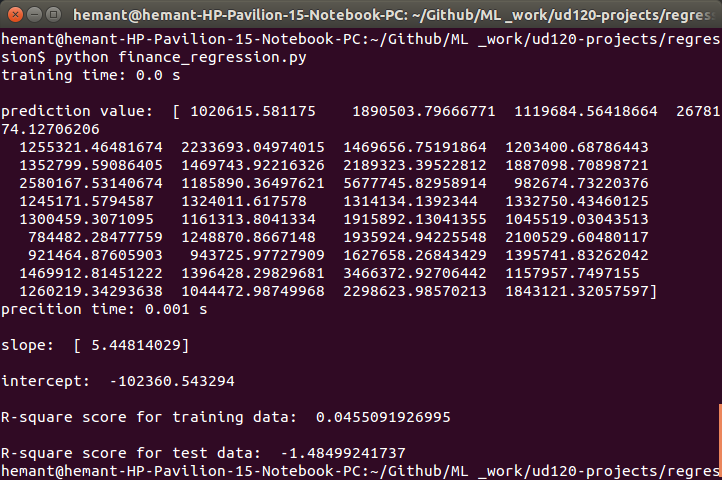 hemant@hemant-HP-Pavilion-15-Notebook-PC: ~/Github/ML _work/ud120-projects/regress
hemant@hemant-HP-Pavilion-15-Notebook-PC:~/Github/ML _work/ud120-projects/regres
sion$ python finance_regression.py
training time: 0.0 s
prediction value:  [ 1020615.581175    1890503.79666771  1119684.56418664  26781
74.12706206
  1255321.46481674  2233693.04974015  1469656.75191864  1203400.68786443
  1352799.59086405  1469743.92216326  2189323.39522812  1887098.70898721
  2580167.53140674  1185890.36497621  5677745.82958914   982674.73220376
  1245171.5794587   1324011.617578    1314134.1392344   1332750.43460125
  1300459.3071095   1161313.8041334   1915892.13041355  1045519.03043513
   784482.28477759  1248870.8667148   1935924.94225548  2100529.60480117
   921464.87605903   943725.97727909  1627658.26843429  1395741.83262042
  1469912.81451222  1396428.29829681  3466372.92706442  1157957.7497155
  1260219.34293638  1044472.98749968  2298623.98570213  1843121.32057597]
precition time: 0.001 s
slope:  [ 5.44814029]
intercept:  -102360.543294
R-square score for training data:  0.0455091926995
R-square score for test data:  -1.48499241737
hemant@hemant-HP-Pavilion-15-Notebook-PC:~/Github/ML _work/ud120-projects/regres